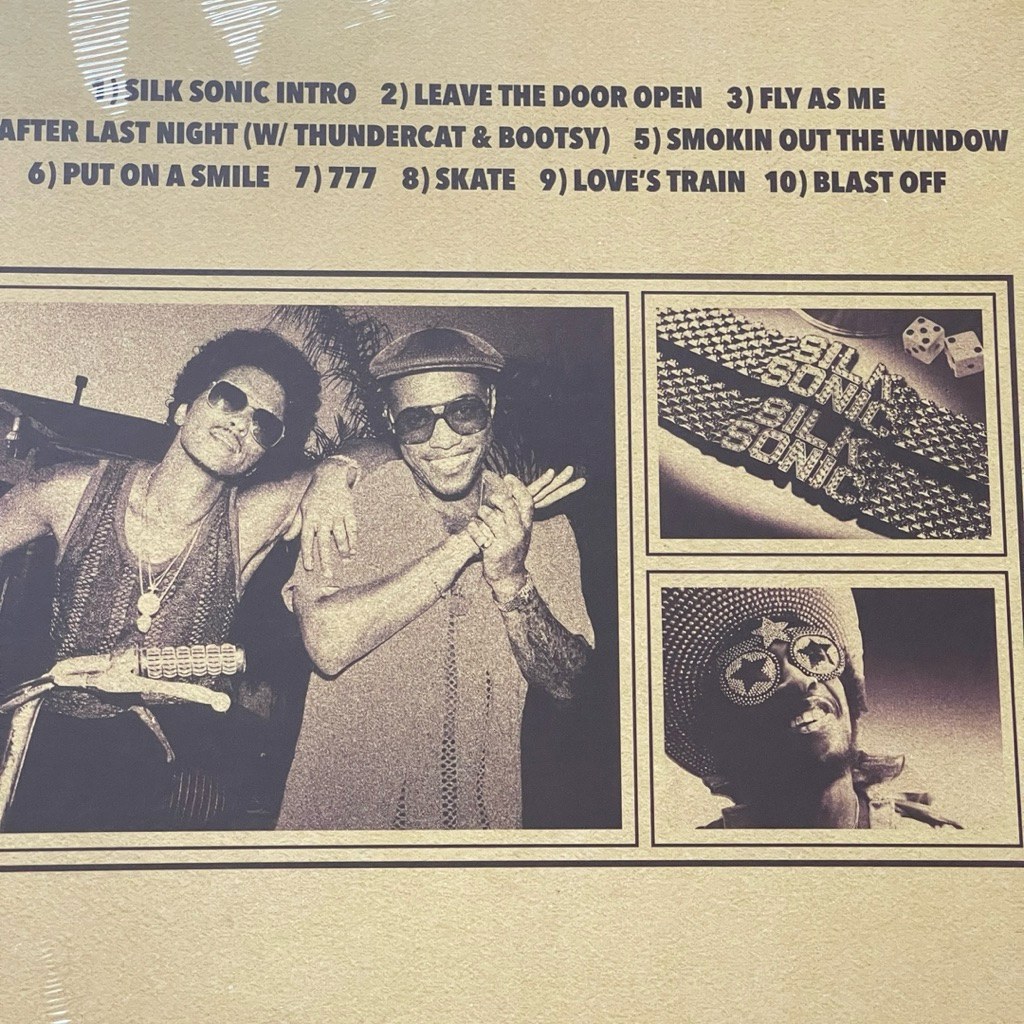 1) SILK SONIC INTRO 2) LEAVE THE DOOR OPEN 3) FLY AS ME
AFTER LAST NIGHT (W/ THUNDERCAT & BOOTSY) 5) SMOKIN OUT THE WINDOW
6) PUT ON A SMILE 7) 777 8) SKATE 9) LOVE'S TRAIN 10) BLAST OFF
SILK
SONIC
SILK
SONIC